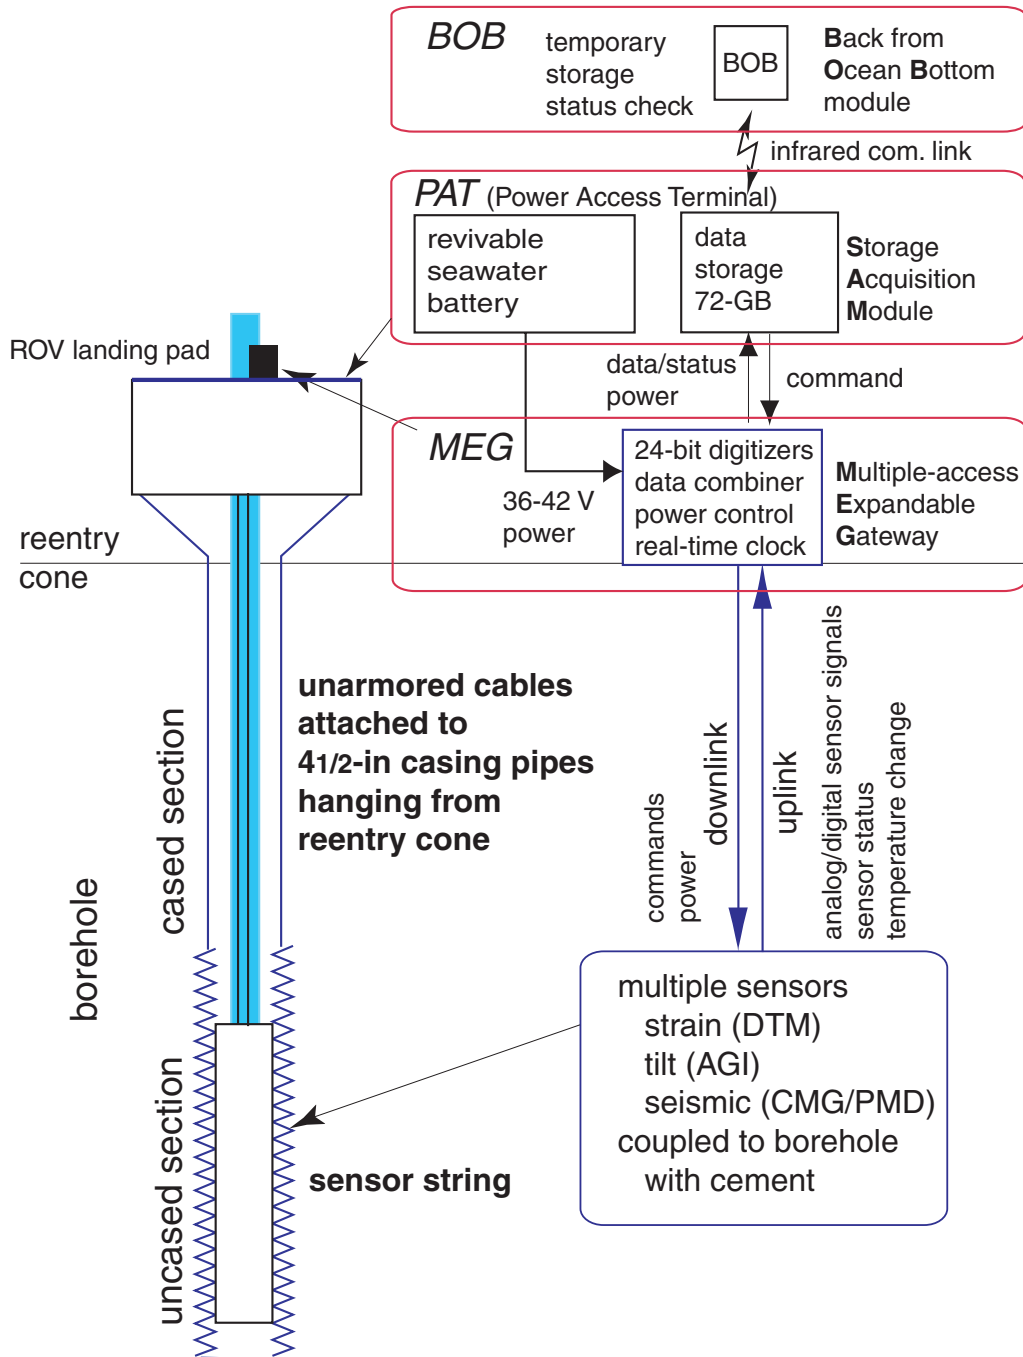 BOB
temporary
storage
status check
BOB
Back from
Ocean Bottom
module
infrared com. link
PAT (Power Access Terminal)
revivable
seawater
battery
data
storage
72-GB
Storage
Acquisition
Module
ROV landing pad
data/status
power
command
MEG
24-bit digitizers
data combiner
power control
real-time clock
Multiple-access
Expandable
Gateway
36-42 V
power
reentry
cone
unarmored cables
attached to
41/2-in casing pipes
hanging from
reentry cone
borehole
cased section
uncased section
commands
power
downlink
uplink
analog/digital sensor signals
sensor status
temperature change
multiple sensors
strain (DTM)
tilt (AGI)
seismic (CMG/PMD)
coupled to borehole
with cement
sensor string